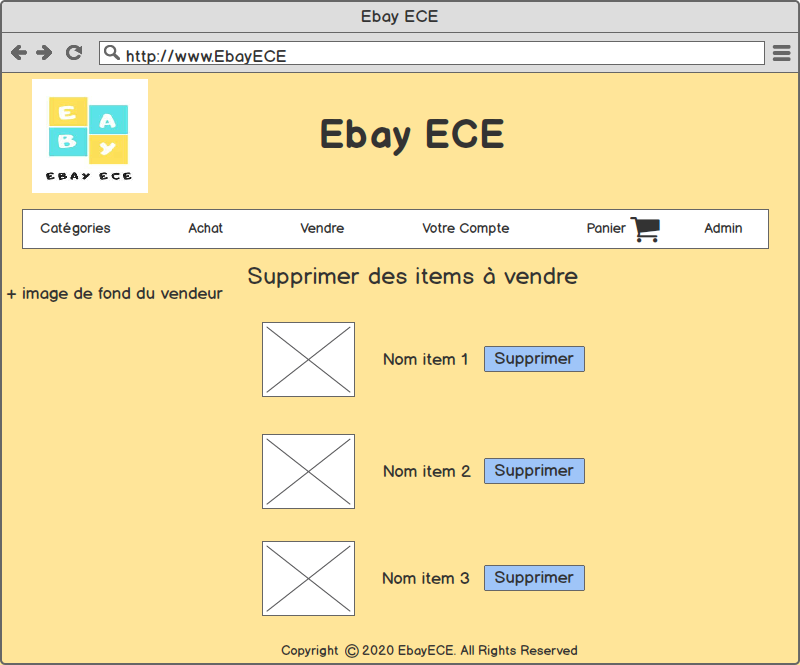 Ebay ECE
http://www.EbayECE
E
A
B
Y
EBAY ECE
Ebay ECE
Catégories Achat Vendre Votre Compte Panier Admin
Supprimer des items à vendre
+ image de fond du vendeur
Nom item 1 Supprimer
Nom item 2 Supprimer
Nom item 3 Supprimer
Copyright © 2020 EbayECE. All Rights Reserved